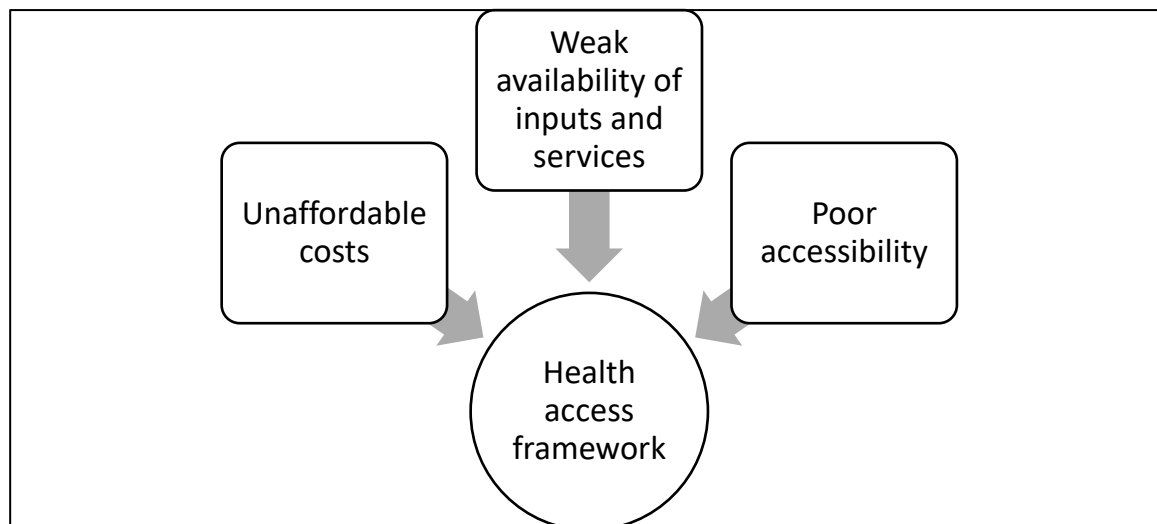 Weak
availability of
inputs and
services
Unaffordable
costs
Poor
accessibility
Health
access
framework